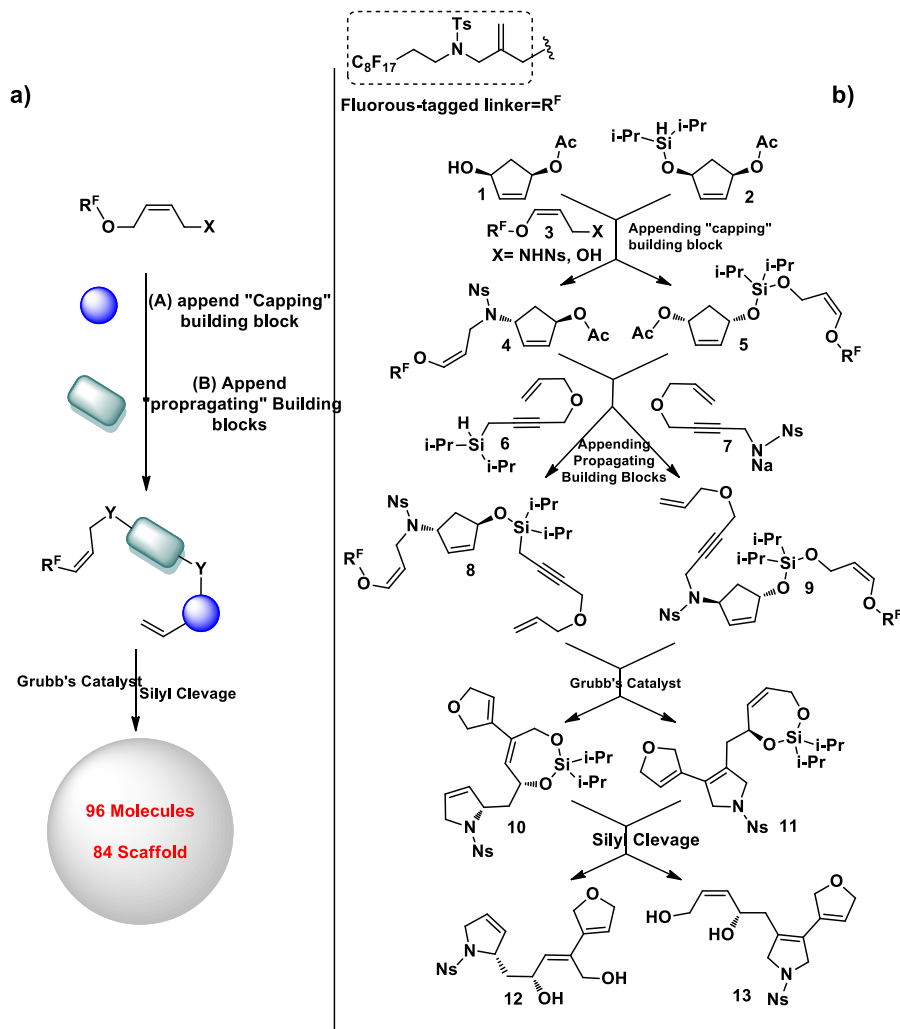 a)
R^F
O
X
(A) append "Capping"
building block
(B) Append
"propragating" Building
blocks
Y
R^F
Y
Grubb's Catalyst
Silyl Clevage
96 Molecules
84 Scaffold
Ts
N
C8F17
Fluorous-tagged linker=R^F
b)
HO
Ac
O
1
H
i-Pr
i-Pr
Si
O
Ac
O
2
R^F-O
3
X
X= NHNs, OH
Appending "capping"
building block
Ns
N
O
R^F
4
O
Ac
i-Pr
i-Pr
Si
O
O
Ac
O
5
O
R^F
O
H
i-Pr
Si
i-Pr
6
O
7
N
Ns
Na
Appending
Propagating
Building Blocks
Ns
N
R^F
O
8
O
i-Pr
Si
i-Pr
O
O
i-Pr
i-Pr
Si
O
Ns
N
O
9
O
R^F
Grubb's Catalyst
O
O
Si
i-Pr
O
i-Pr
N
Ns
10
O
O
Si
i-Pr
O
i-Pr
N
Ns
11
Silyl Clevage
Ns
N
O
OH
OH
12
HO
HO
O
N
Ns
13